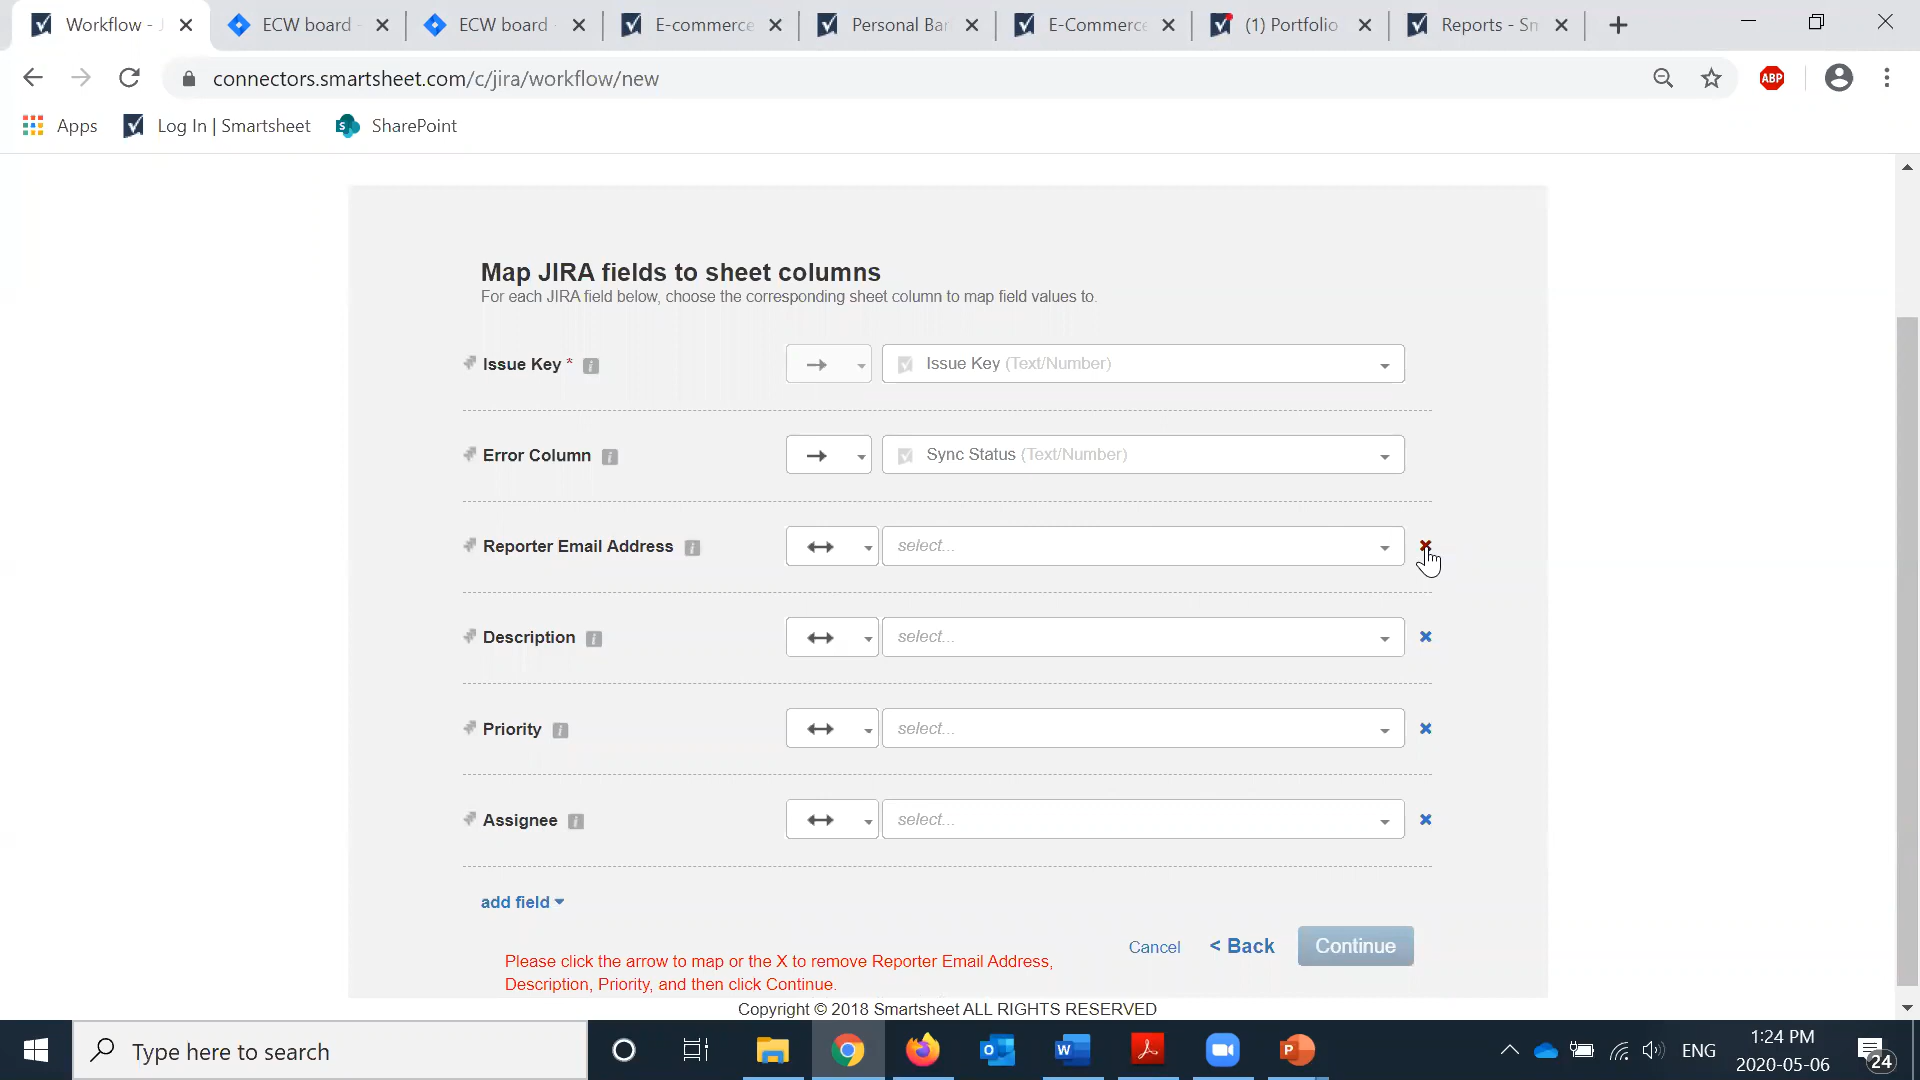 Workflow - J
ECW board
ECW board
E-commerce
Personal Ban
E-Commerce
(1) Portfolio
Reports - Sm
connectors.smartsheet.com/c/jira/workflow/new
ABP
Apps
Log In | Smartsheet
SharePoint
Map JIRA fields to sheet columns
For each JIRA field below, choose the corresponding sheet column to map field values to.
Issue Key *
Issue Key (Text/Number)
Error Column
Sync Status (Text/Number)
Reporter Email Address
select...
Description
select...
Priority
select...
Assignee
select...
add field
Cancel
< Back
Continue
Please click the arrow to map or the X to remove Reporter Email Address,
Description, Priority, and then click Continue.
Copyright © 2018 Smartsheet ALL RIGHTS RESERVED
Type here to search
ENG
1:24 PM
2020-05-06
24